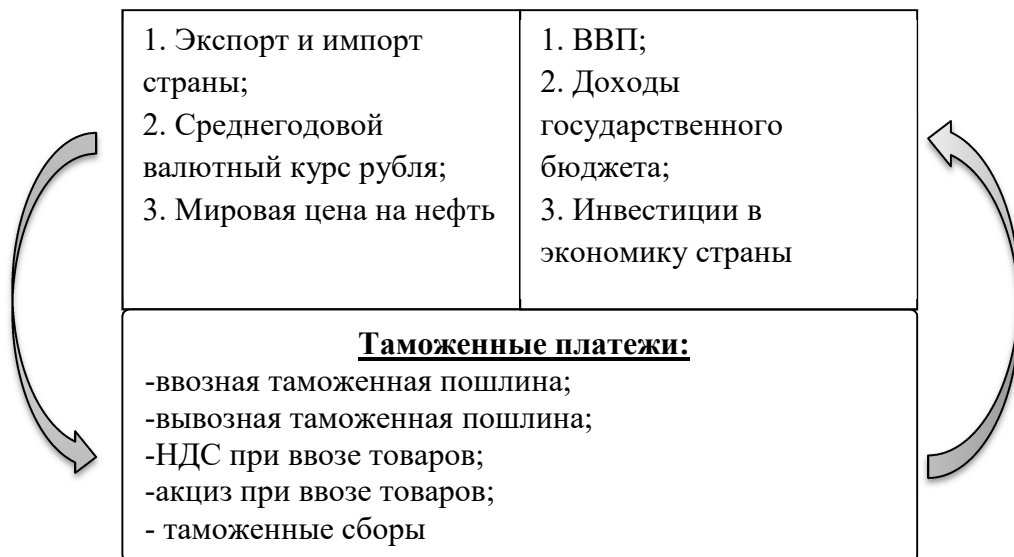 1. Экспорт и импорт
страны;
2. Среднегодовой
валютный курс рубля;
3. Мировая цена на нефть
1. ВВП;
2. Доходы
государственного
бюджета;
3. Инвестиции в
экономику страны
Таможенные платежи:
-ввозная таможенная пошлина;
-вывозная таможенная пошлина;
-НДС при ввозе товаров;
-акциз при ввозе товаров;
- таможенные сборы